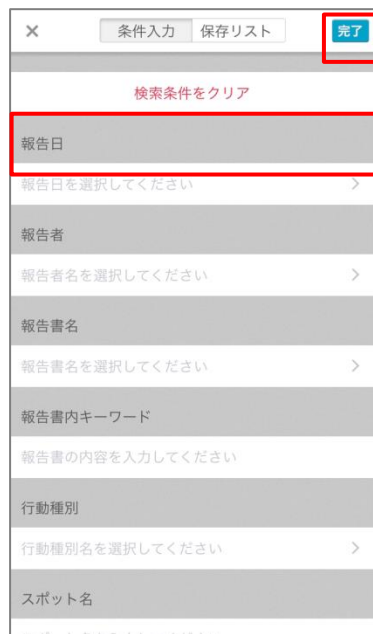 × 条件入力 保存リスト 完了
検索条件をクリア
報告日
報告日を選択してください >
報告者
報告者名を選択してください >
報告書名
報告書名を選択してください >
報告書内キーワード
報告書の内容を入力してください
行動種別
行動種別名を選択してください >
スポット名